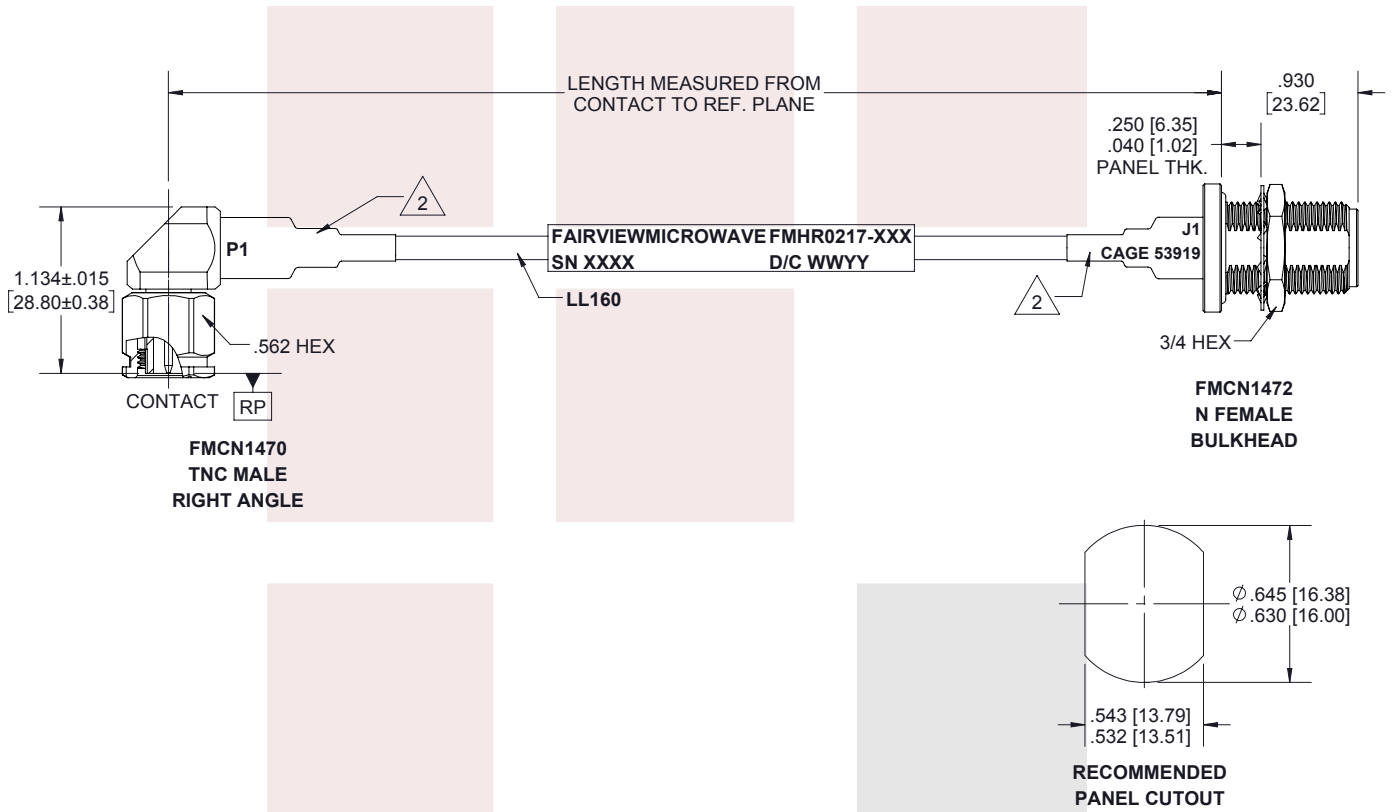 LENGTH MEASURED FROM
CONTACT TO REF. PLANE
.930
[23.62]
.250 [6.35]
.040 [1.02]
PANEL THK.
2
P1
FAIRVIEWMICROWAVE FMHR0217-XXX
SN XXXX D/C WWYY
J1
CAGE 53919
1.134±.015
[28.80±0.38]
LL160
2
.562 HEX
3/4 HEX
CONTACT
RP
FMCN1470
TNC MALE
RIGHT ANGLE
FMCN1472
N FEMALE
BULKHEAD
Ø .645 [16.38]
Ø .630 [16.00]
.543 [13.79]
.532 [13.51]
RECOMMENDED
PANEL CUTOUT